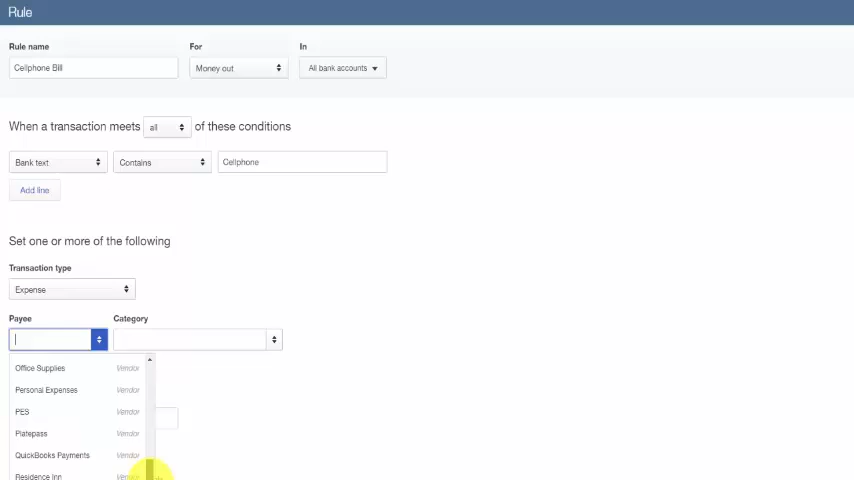 Rule
Rule name For In
Cellphone Bill Money out All bank accounts
When a transaction meets all of these conditions
Bank text Contains Cellphone
Add line
Set one or more of the following
Transaction type
Expense
Payee Category
Office Supplies Vendor
Personal Expenses Vendor
PES Vendor
Platepass Vendor
QuickBooks Payments Vendor
Residence Inn Vendor